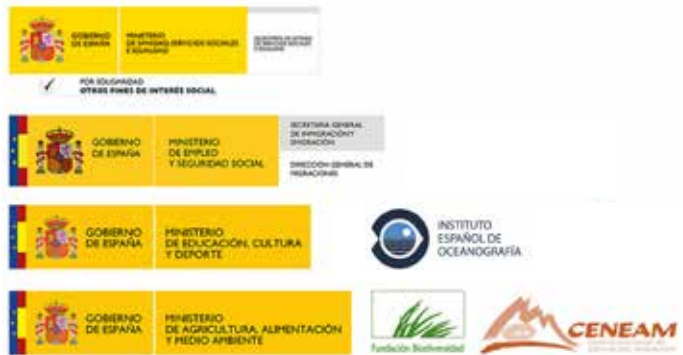 GOBIERNO
DE ESPAÑA
MINISTERIO
DE SANIDAD, SERVICIOS SOCIALES
E IGUALDAD
POR SOLIDARIDAD
OTROS FINES DE INTERÉS SOCIAL
GOBIERNO
DE ESPAÑA
MINISTERIO
DE EMPLEO
Y SEGURIDAD SOCIAL
SECRETARÍA GENERAL
DE INMIGRACIÓN Y
EMIGRACIÓN
DIRECCIÓN GENERAL DE
MIGRACIONES
GOBIERNO
DE ESPAÑA
MINISTERIO
DE EDUCACIÓN, CULTURA
Y DEPORTE
INSTITUTO
ESPAÑOL DE
OCEANOGRAFÍA
GOBIERNO
DE ESPAÑA
MINISTERIO
DE AGRICULTURA, ALIMENTACIÓN
Y MEDIO AMBIENTE
Fundación Biodiversidad
CENEAM